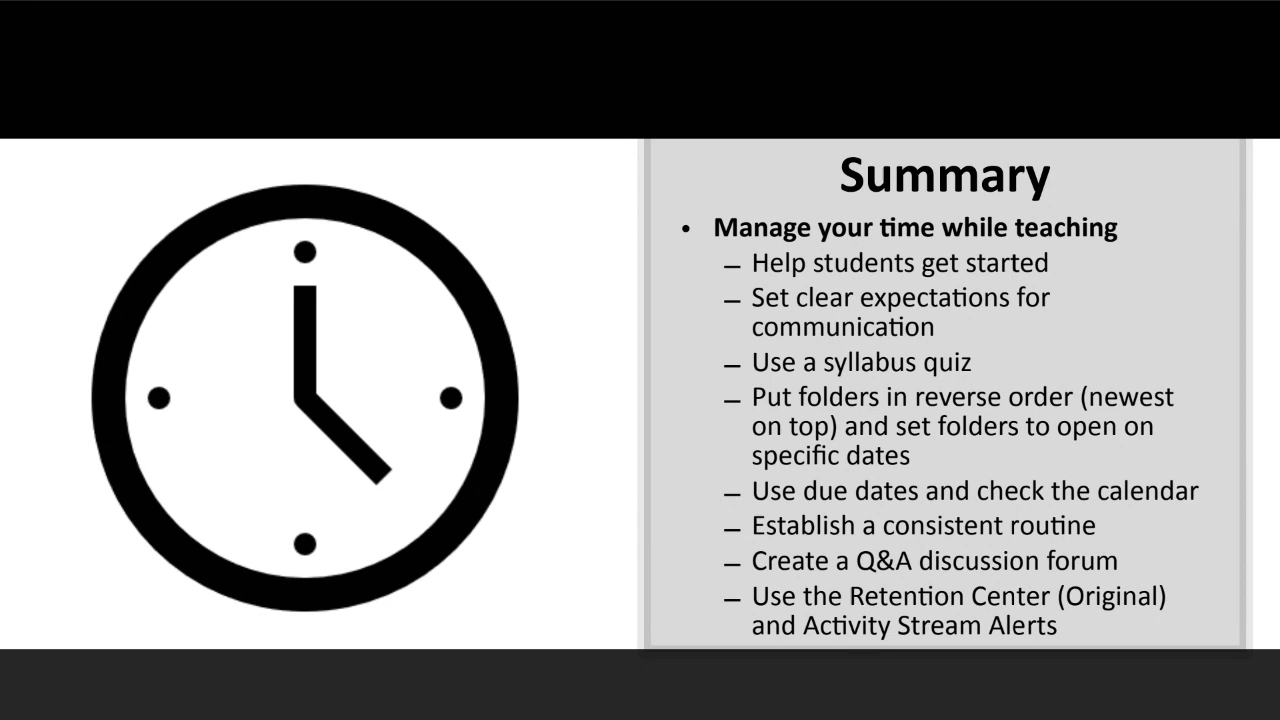 Summary
• Manage your time while teaching
– Help students get started
– Set clear expectations for
communication
– Use a syllabus quiz
– Put folders in reverse order (newest
on top) and set folders to open on
specific dates
– Use due dates and check the calendar
– Establish a consistent routine
– Create a Q&A discussion forum
– Use the Retention Center (Original)
and Activity Stream Alerts